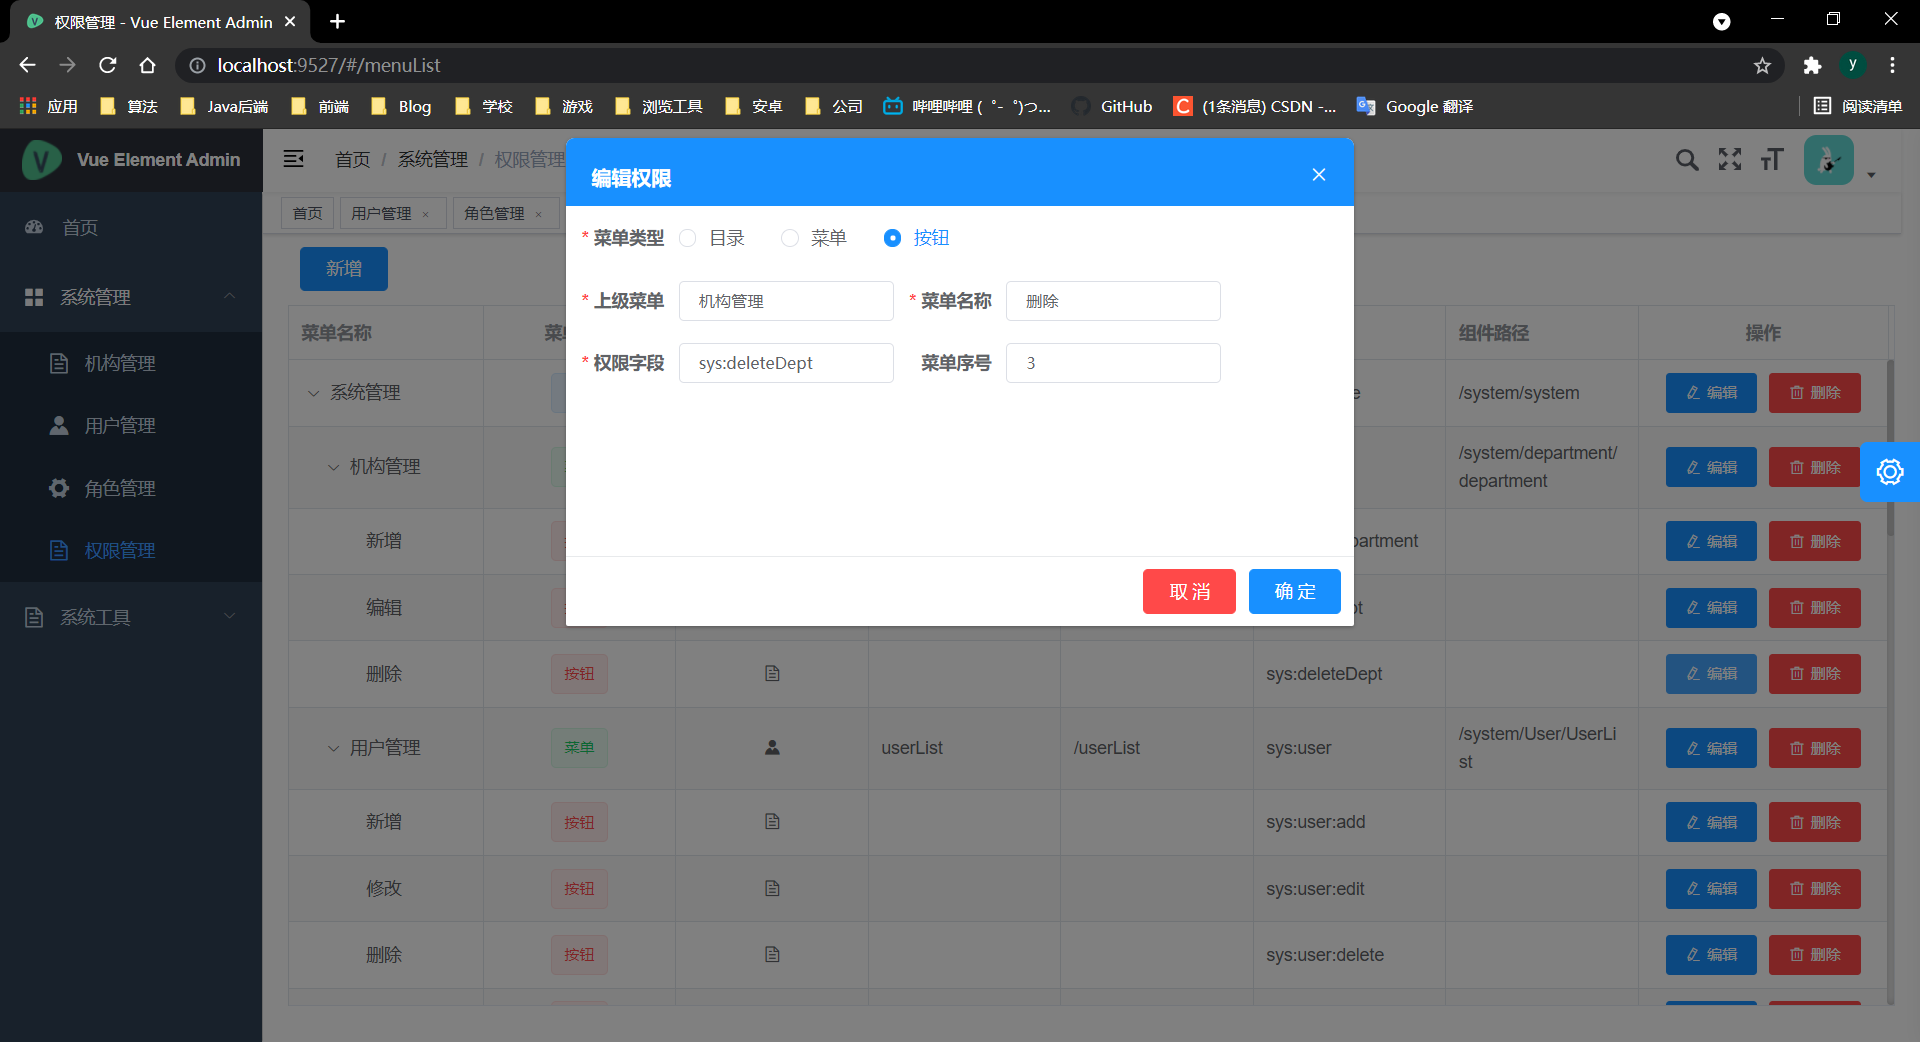 权限管理 - Vue Element Admin
localhost:9527/#/menuList
y
应用 算法 Java后端 前端 Blog 学校 游戏 浏览工具 安卓 公司 哔哩哔哩 ( ゜- ゜)つ... GitHub (1条消息) CSDN -... Google 翻译 阅读清单
Vue Element Admin
首页 / 系统管理 / 权限管理
首页 用户管理 × 角色管理 ×
首页
系统管理
机构管理
用户管理
角色管理
权限管理
系统工具
编辑权限
* 菜单类型 目录 菜单 按钮
* 上级菜单 机构管理 * 菜单名称 删除
* 权限字段 sys:deleteDept 菜单序号 3
取 消 确 定
新增
菜单名称 组件路径 操作
系统管理 /system/system 编辑 删除
机构管理 /system/department/
department 编辑 删除
新增 编辑 删除
编辑 编辑 删除
删除 按钮 sys:deleteDept 编辑 删除
用户管理 菜单 userList /userList sys:user /system/User/UserLi
st 编辑 删除
新增 按钮 sys:user:add 编辑 删除
修改 按钮 sys:user:edit 编辑 删除
删除 按钮 sys:user:delete 编辑 删除